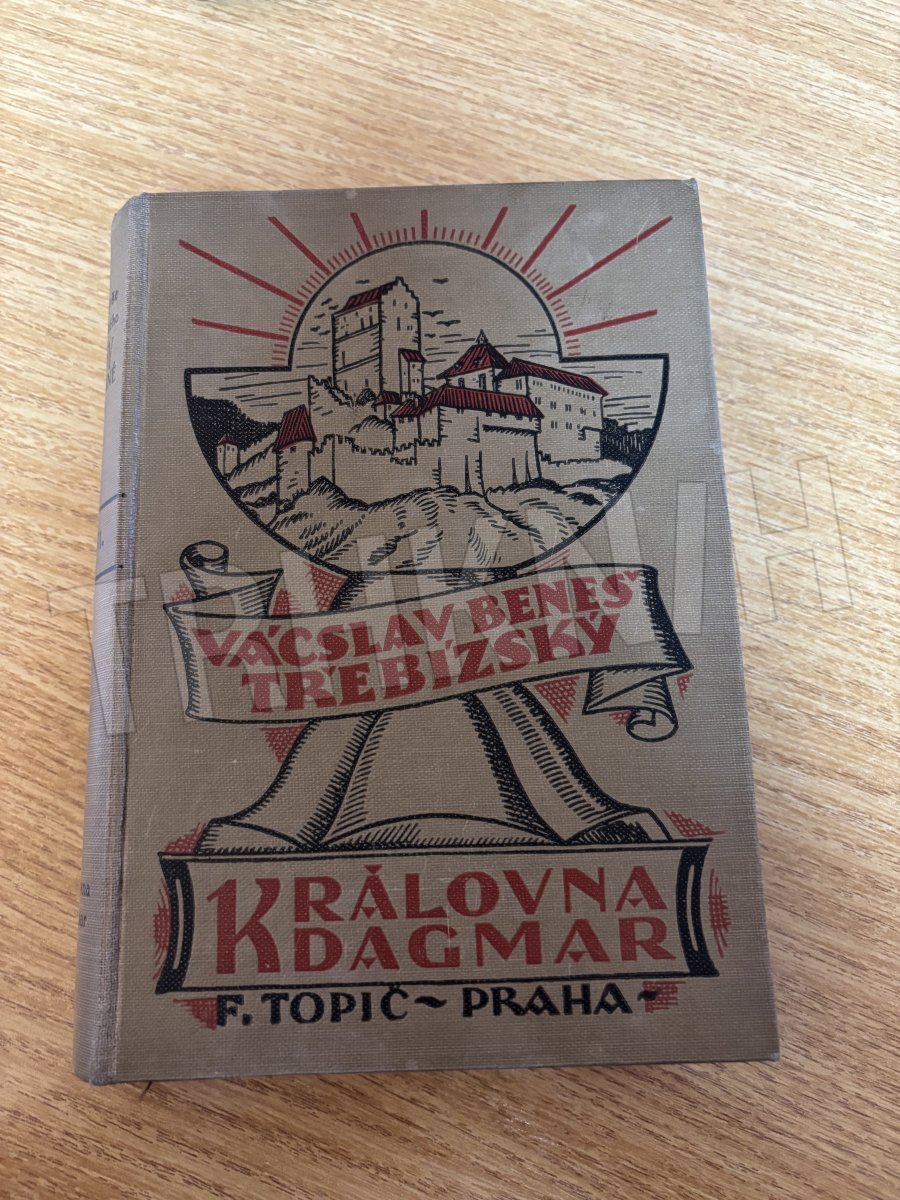 VÁCSLAV BENEŠ
TŘEBÍZSKÝ
KRÁLOVNA
DAGMAR
F. TOPIČ ~ PRAHA ~